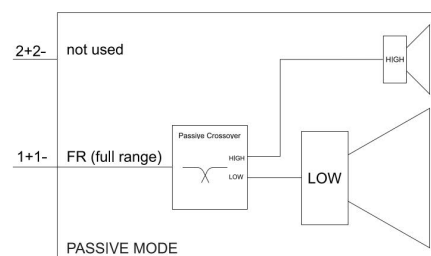 2+2- not used
HIGH
Passive Crossover
1+1- FR (full range)
HIGH
LOW
LOW
PASSIVE MODE